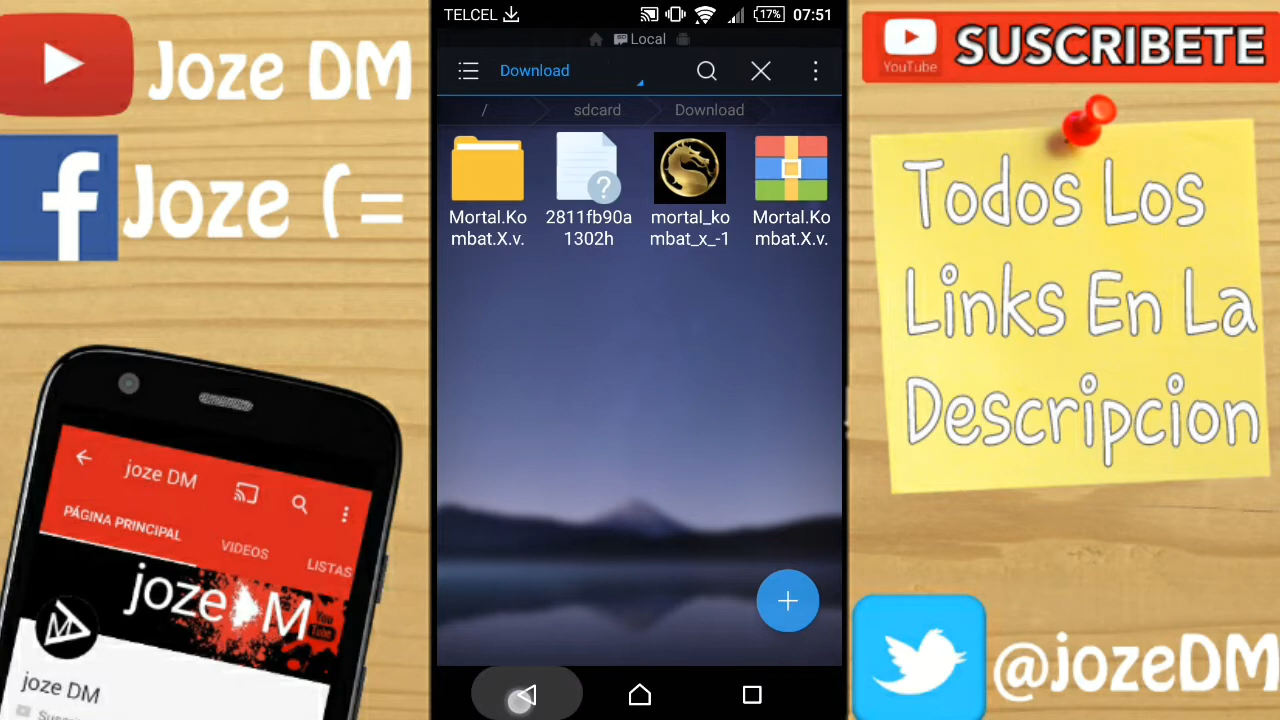 Joze DM
Joze (=
joze DM
PÁGINA PRINCIPAL
VIDEOS
LISTAS
joze DM
You
joze DM
TELCEL
17%
07:51
Local
Download
/
sdcard
Download
Mortal.Ko
mbat.X.v.
2811fb90a
1302h
mortal_ko
mbat_x_-1
Mortal.Ko
mbat.X.v.
YouTube
SUSCRIBETE
Todos Los
Links En La
Descripcion
@jozeDM